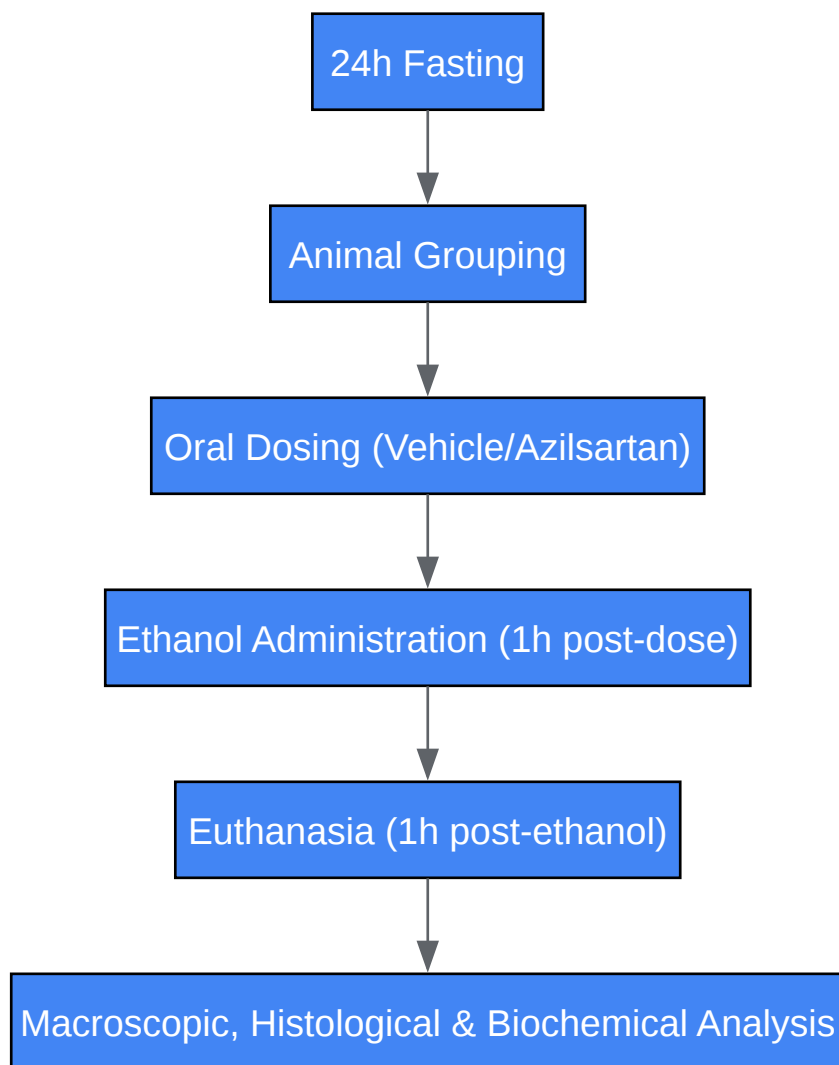 24h Fasting
Animal Grouping
Oral Dosing (Vehicle/Azilsartan)
Ethanol Administration (1h post-dose)
Euthanasia (1h post-ethanol)
Macroscopic, Histological & Biochemical Analysis